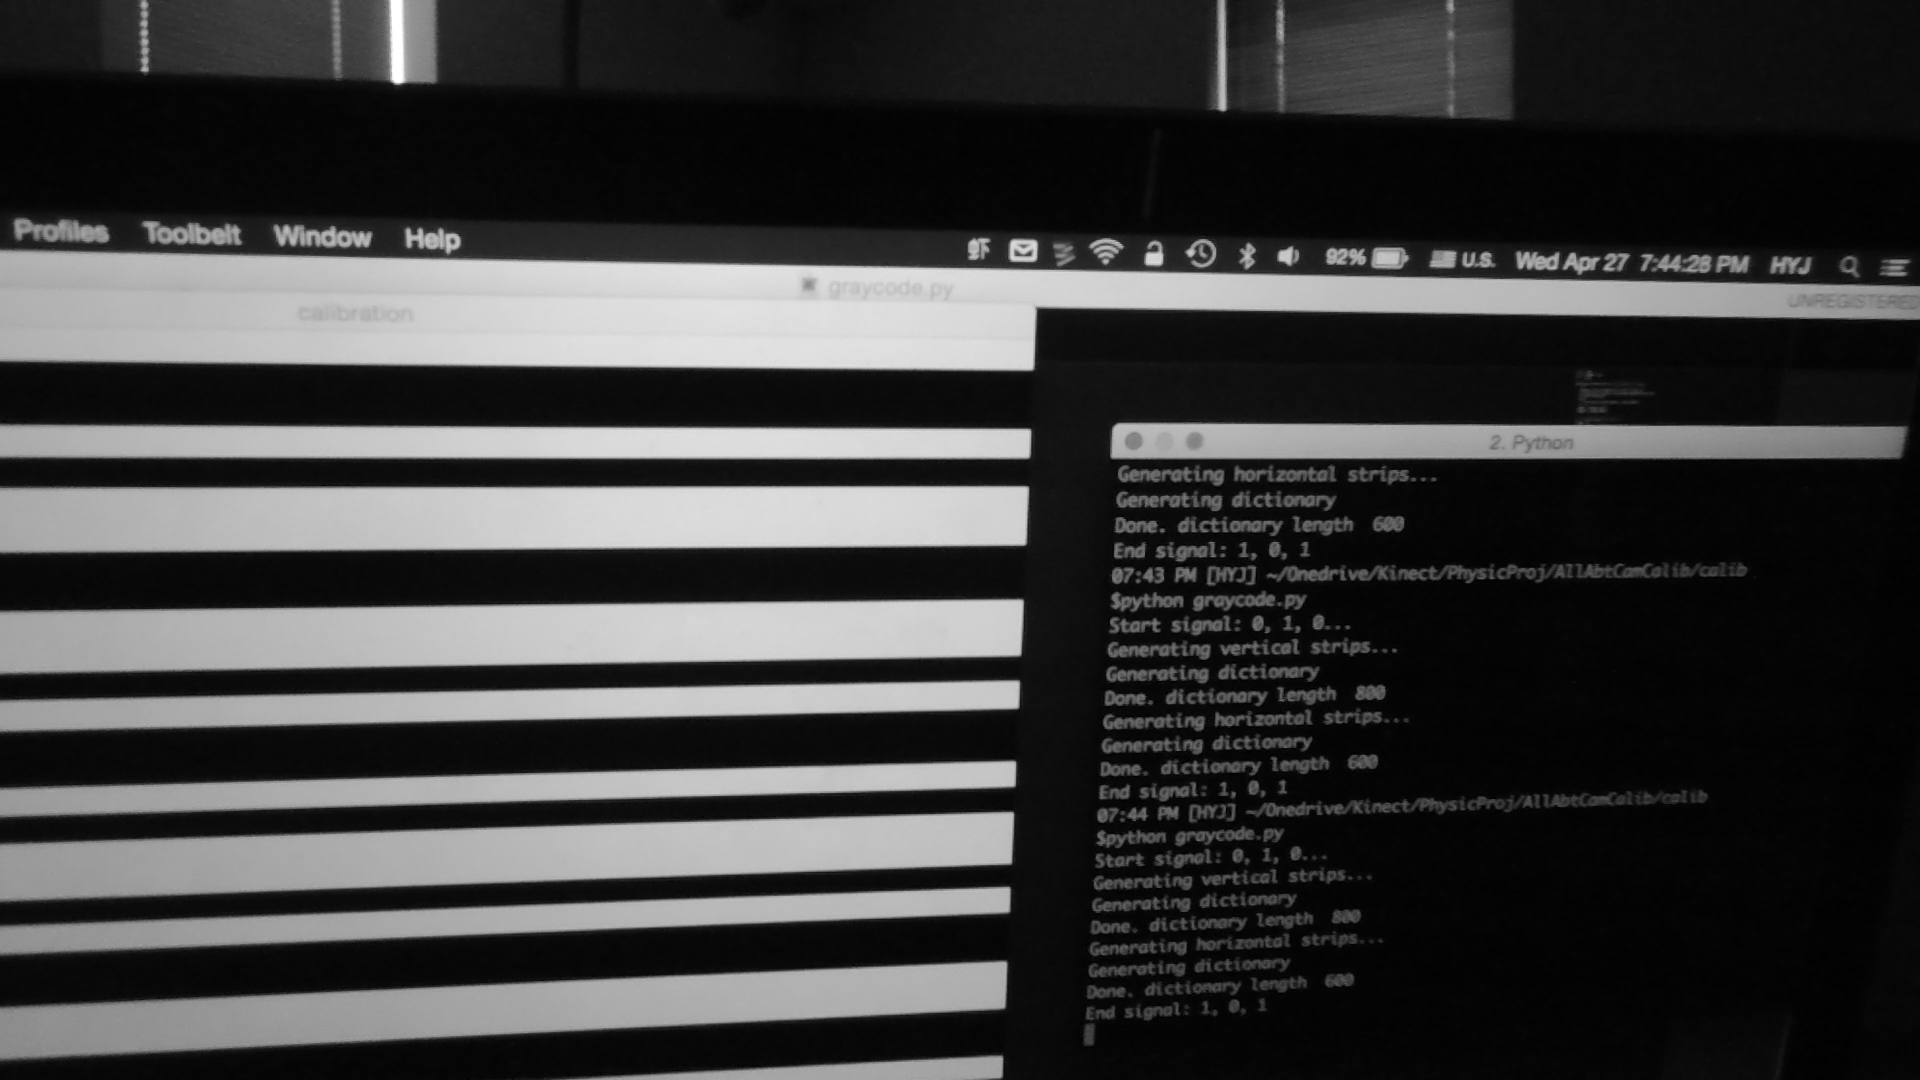 Profiles Toolbelt Window Help 92% U.S. Wed Apr 27 7:44:28 PM HYJ
graycode.py
UNREGISTERED
calibration
2. Python
Generating horizontal strips...
Generating dictionary
Done. dictionary length 600
End signal: 1, 0, 1
07:43 PM [HYJ] ~/Onedrive/Kinect/PhysicProj/AllAbtCamCalib/calib
$python graycode.py
Start signal: 0, 1, 0...
Generating vertical strips...
Generating dictionary
Done. dictionary length 800
Generating horizontal strips...
Generating dictionary
Done. dictionary length 600
End signal: 1, 0, 1
07:44 PM [HYJ] ~/Onedrive/Kinect/PhysicProj/AllAbtCamCalib/calib
$python graycode.py
Start signal: 0, 1, 0...
Generating vertical strips...
Generating dictionary
Done. dictionary length 800
Generating horizontal strips...
Generating dictionary
Done. dictionary length 600
End signal: 1, 0, 1